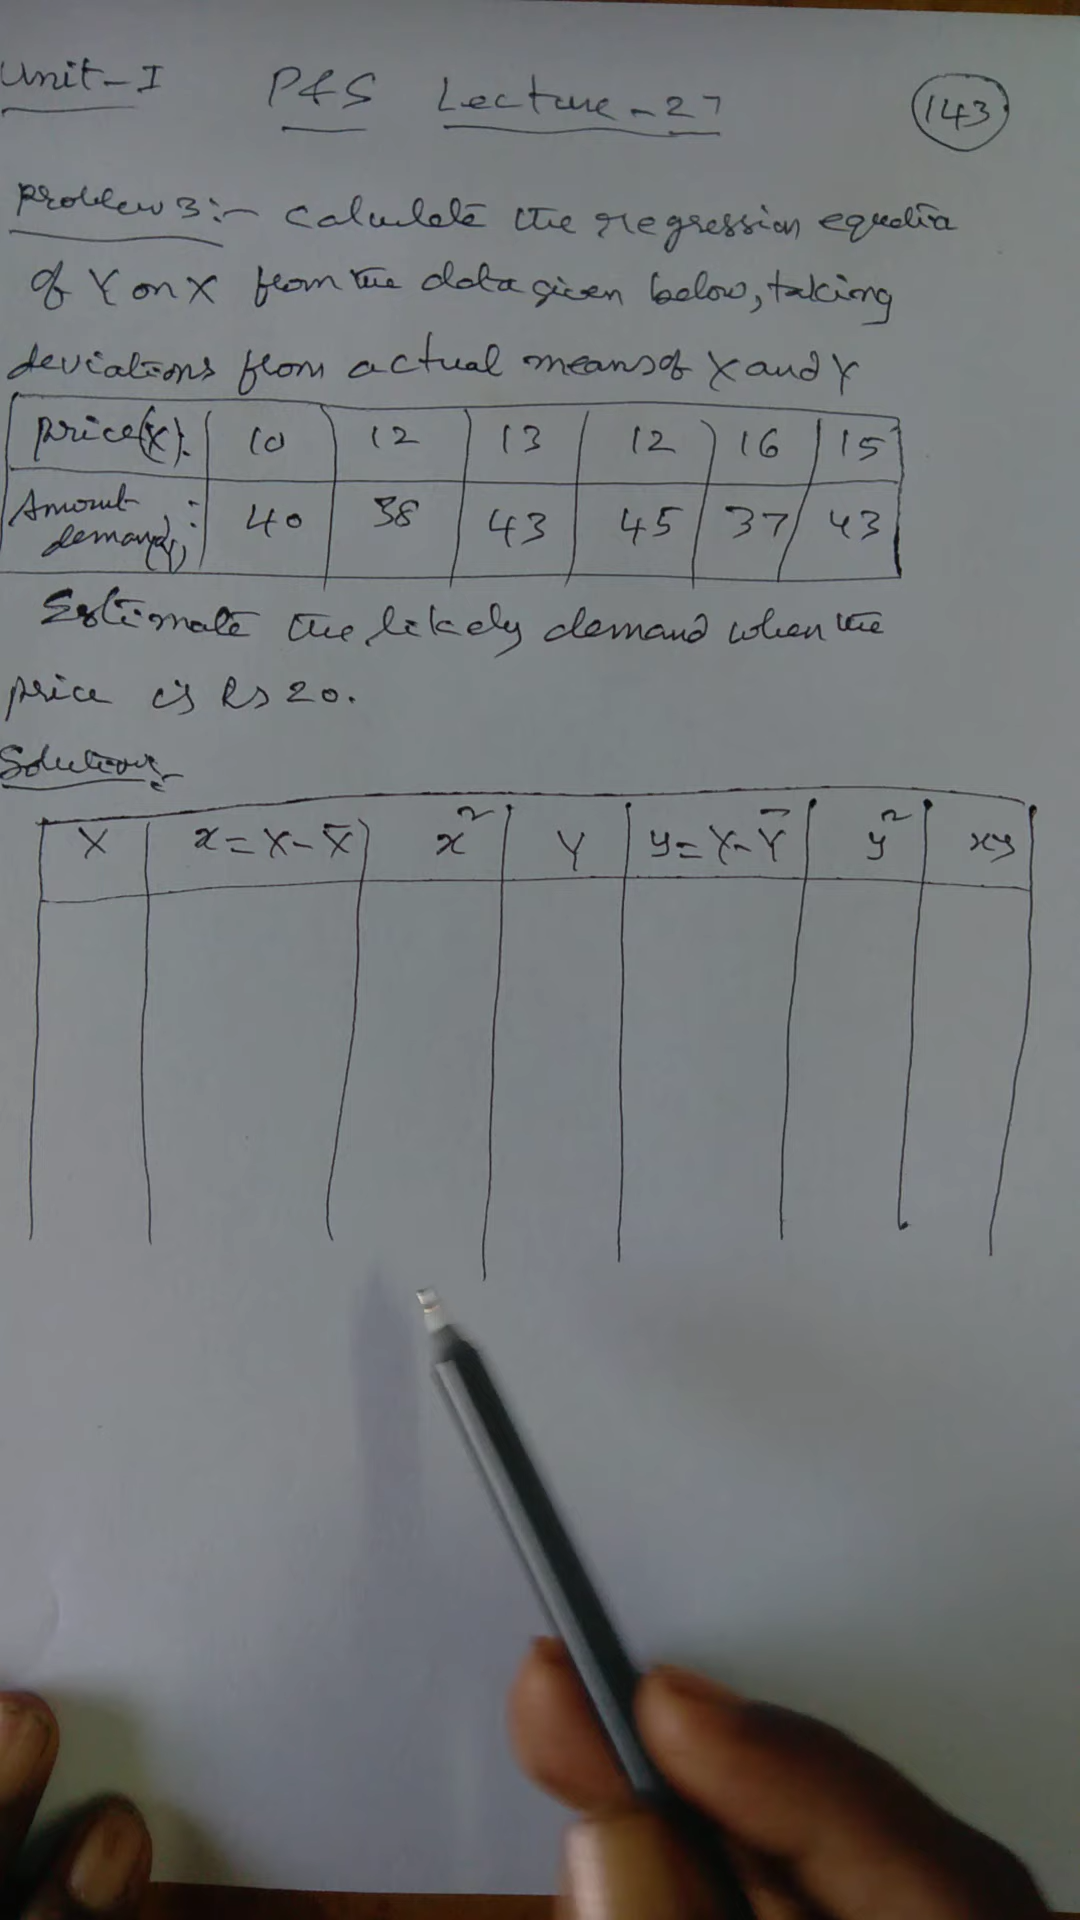 Unit-I P&S Lecture-27 143
Problem 3:- Calculate the regression equation
of Y on X from the data given below, taking
deviations from actual means of X and Y
Price(X): 10 12 13 12 16 15
Amount demand(Y): 40 38 43 45 37 43
Estimate the likely demand when the
price is Rs 20.
Solution:-
X x=X-X̄ x² Y y=Y-Ȳ y² xy